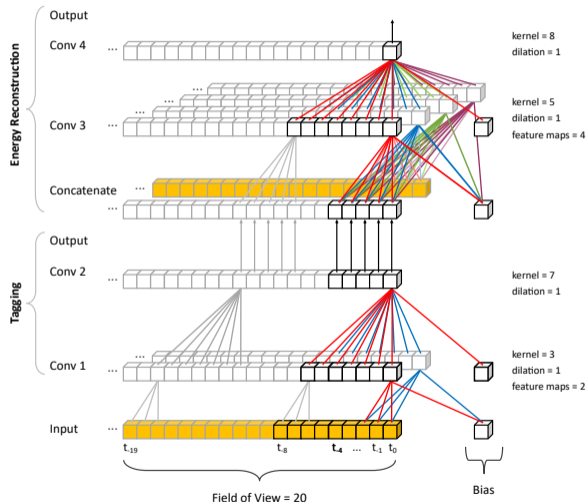 Output
Conv 4
...
kernel = 8
dilation = 1
Energy Reconstruction
...
...
...
Conv 3
...
kernel = 5
dilation = 1
feature maps = 4
Concatenate
...
...
Output
Tagging
Conv 2
...
kernel = 7
dilation = 1
...
Conv 1
...
kernel = 3
dilation = 1
feature maps = 2
Input
...
t-19
t-8
t-4
...
t-1
t0
Field of View = 20
Bias